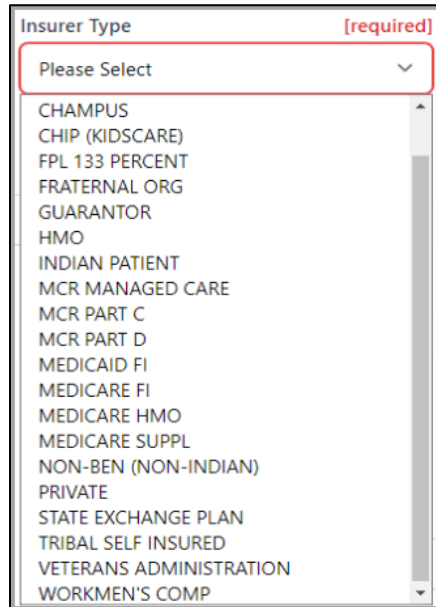 Insurer Type [required]
Please Select
CHAMPUS
CHIP (KIDSCARE)
FPL 133 PERCENT
FRATERNAL ORG
GUARANTOR
HMO
INDIAN PATIENT
MCR MANAGED CARE
MCR PART C
MCR PART D
MEDICAID FI
MEDICARE FI
MEDICARE HMO
MEDICARE SUPPL
NON-BEN (NON-INDIAN)
PRIVATE
STATE EXCHANGE PLAN
TRIBAL SELF INSURED
VETERANS ADMINISTRATION
WORKMEN'S COMP